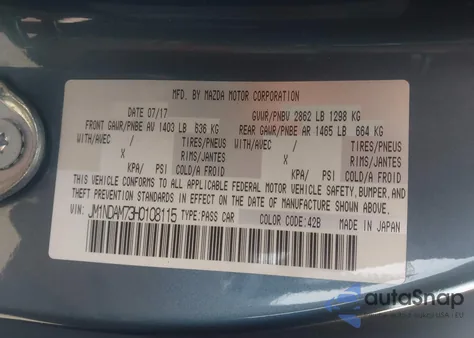 MFD. BY MAZDA MOTOR CORPORATION
DATE 07/17 GVWR/PNBV 2862 LB 1298 KG
FRONT GAWR/PNBE AV 1403 LB 636 KG REAR GAWR/PNBE AR 1465 LB 664 KG
WITH/AVEC / TIRES/PNEUS WITH/AVEC / TIRES/PNEUS
X RIMS/JANTES X RIMS/JANTES
KPA/ PSI COLD/A FROID KPA/ PSI COLD/A FROID
THIS VEHICLE CONFORMS TO ALL APPLICABLE FEDERAL MOTOR VEHICLE SAFETY, BUMPER, AND
THEFT PREVENTION STANDARDS IN EFFECT ON THE DATE OF MANUFACTURE SHOWN ABOVE.
VIN: JM1NDAM73H0108115 TYPE:PASS CAR COLOR CODE:42B MADE IN JAPAN
autoSnap